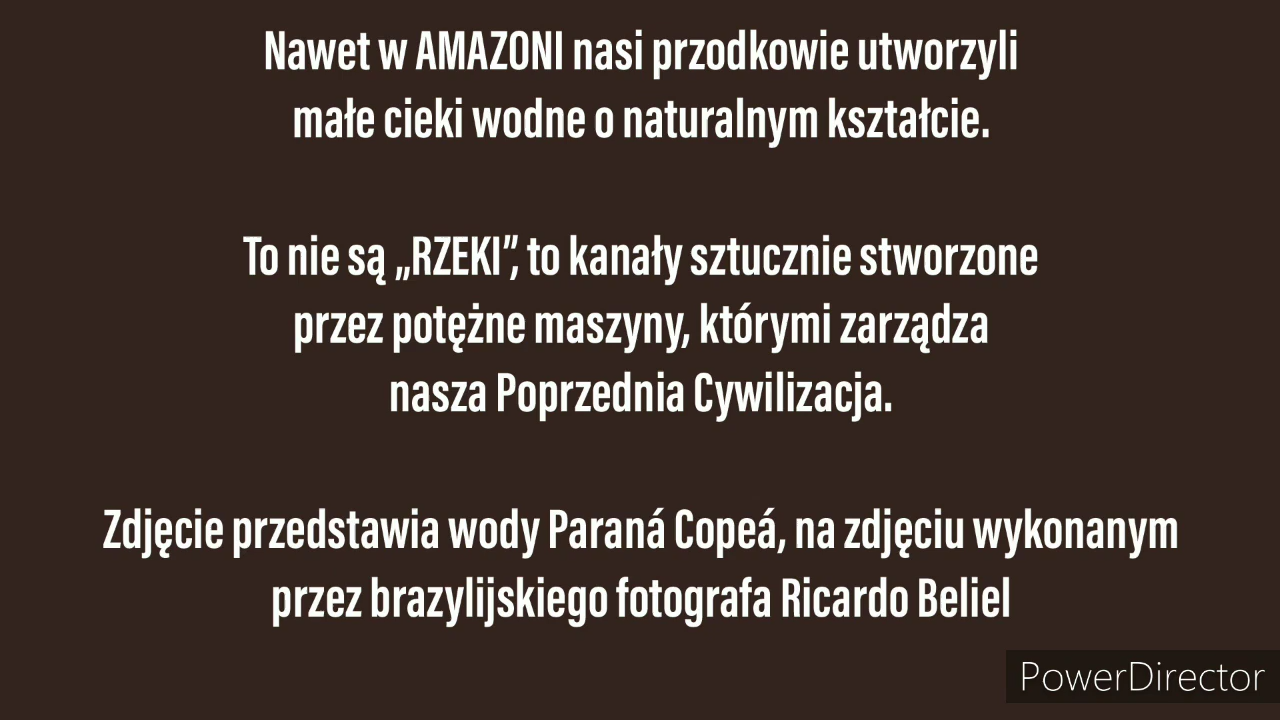 Nawet w AMAZONI nasi przodkowie utworzyli
małe cieki wodne o naturalnym kształcie.
To nie są „RZEKI”, to kanały sztucznie stworzone
przez potężne maszyny, którymi zarządza
nasza Poprzednia Cywilizacja.
Zdjęcie przedstawia wody Paraná Copeá, na zdjęciu wykonanym
przez brazylijskiego fotografa Ricardo Beliel
PowerDirector